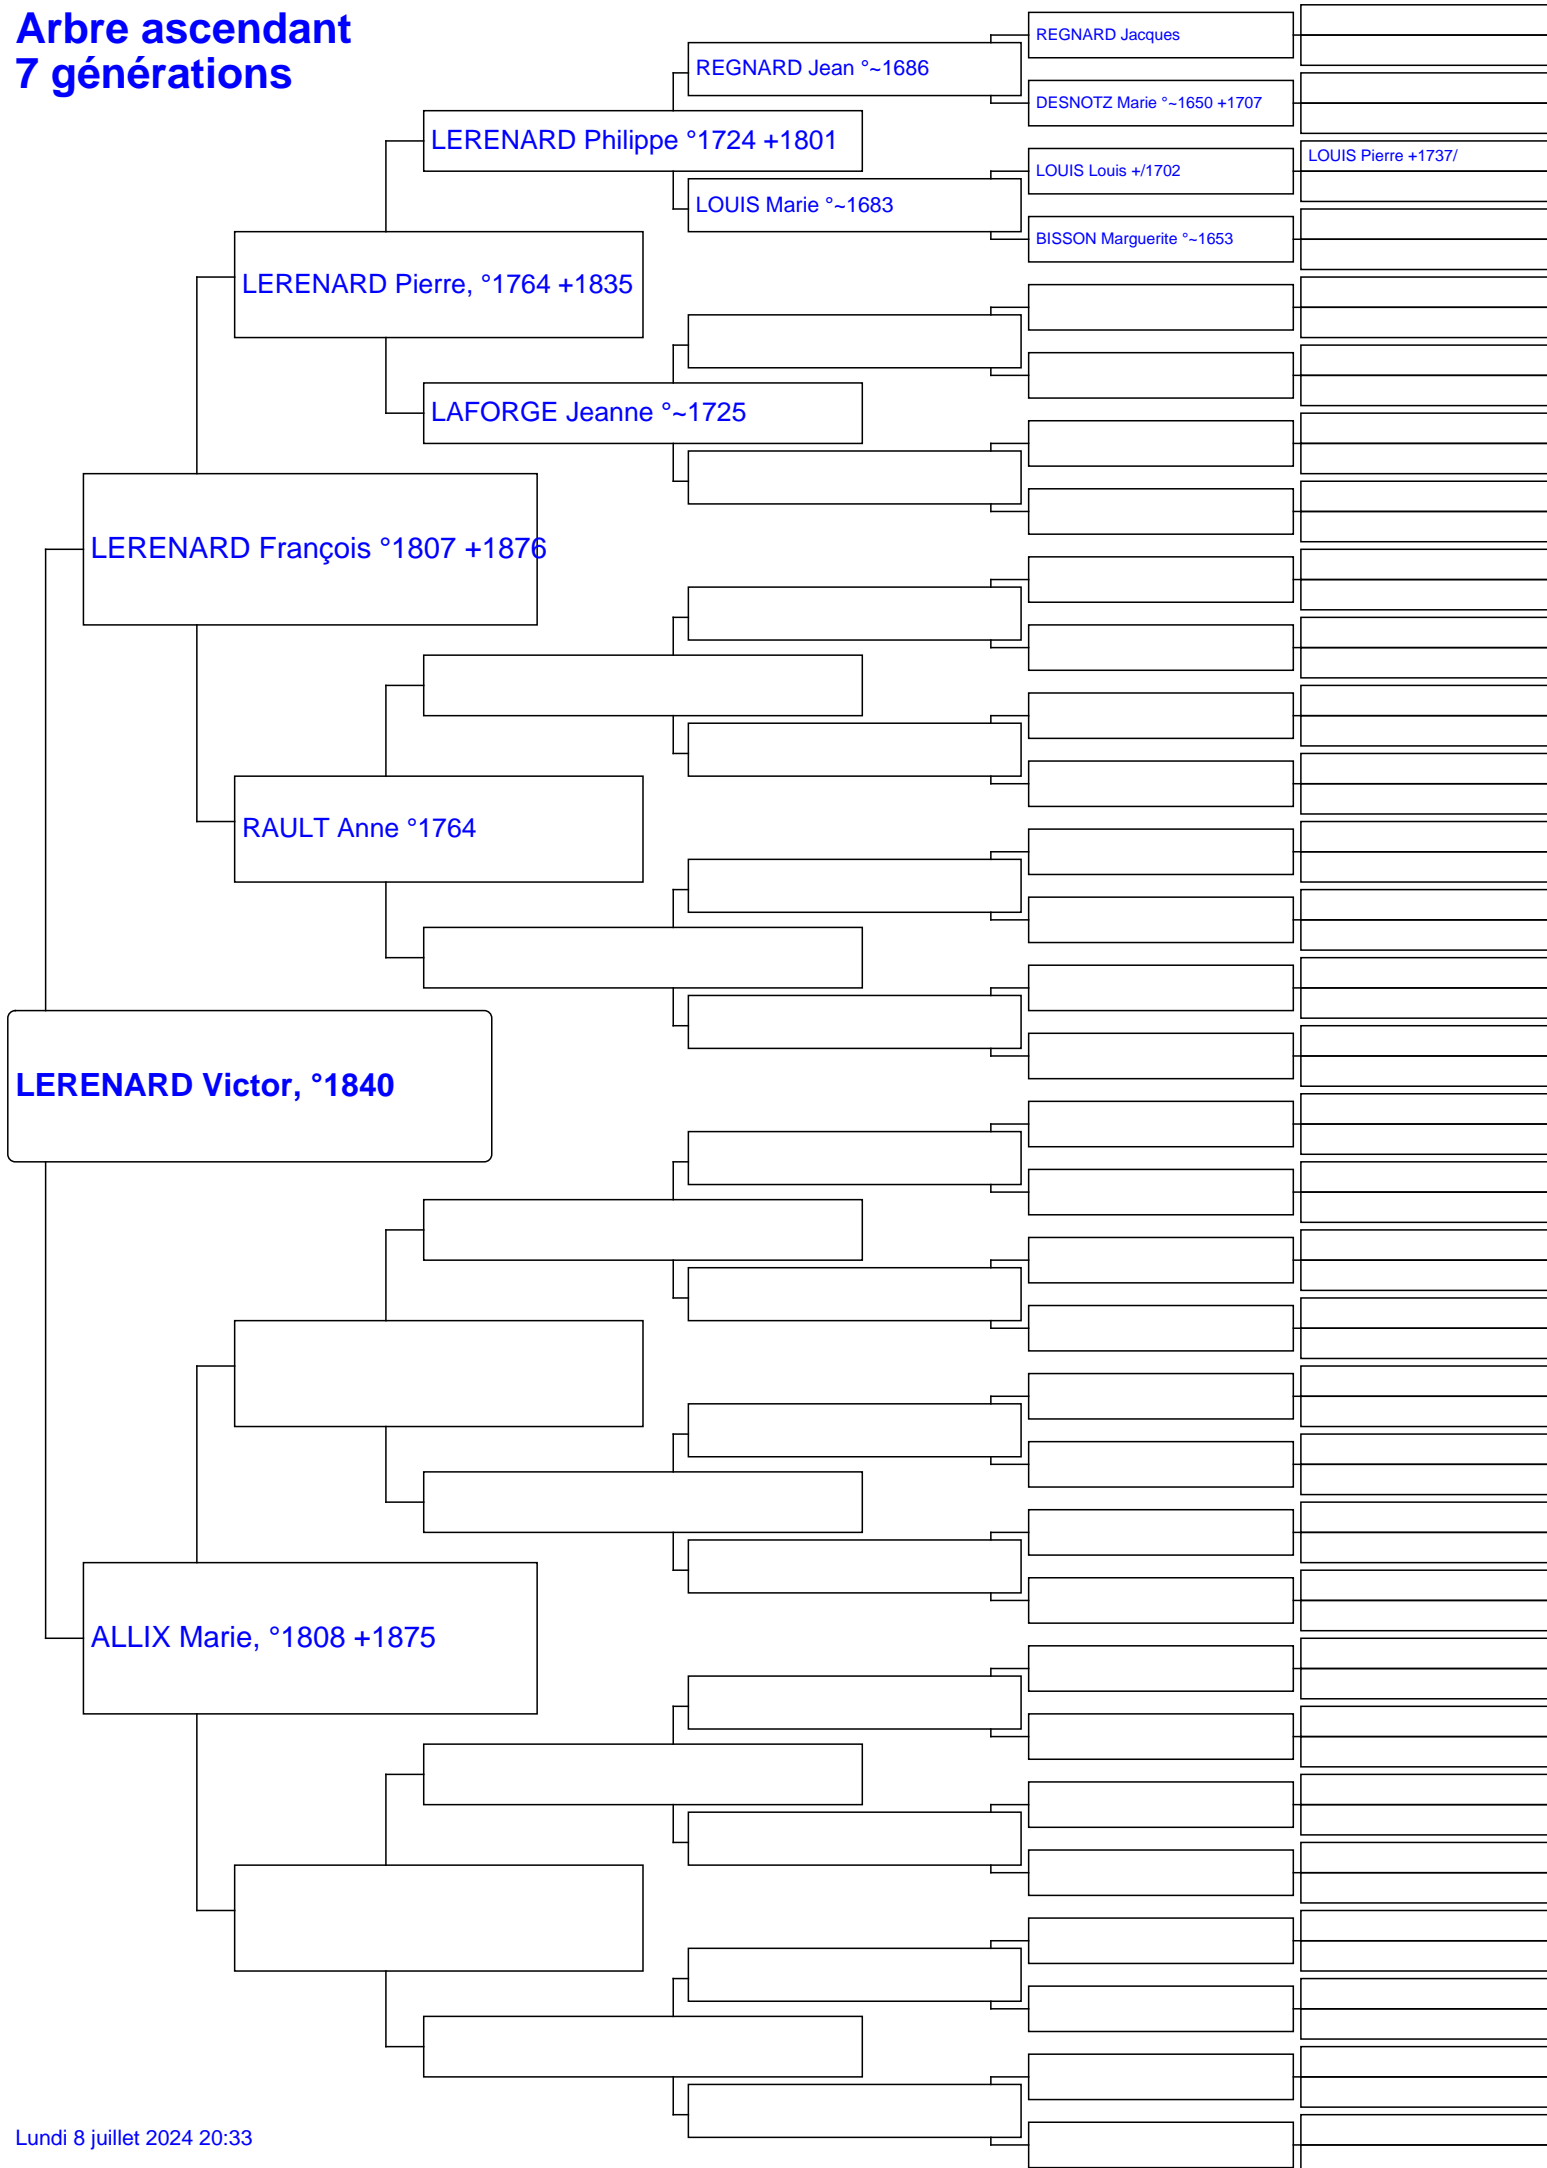 Arbre ascendant
7 générations
REGNARD Jacques
REGNARD Jean °~1686
DESNOTZ Marie °~1650 +1707
LERENARD Philippe °1724 +1801
LOUIS Pierre +1737/
LOUIS Louis +/1702
LOUIS Marie °~1683
BISSON Marguerite °~1653
LERENARD Pierre, °1764 +1835
LAFORGE Jeanne °~1725
LERENARD François °1807 +1876
RAULT Anne °1764
LERENARD Victor, °1840
ALLIX Marie, °1808 +1875
Lundi 8 juillet 2024 20:33